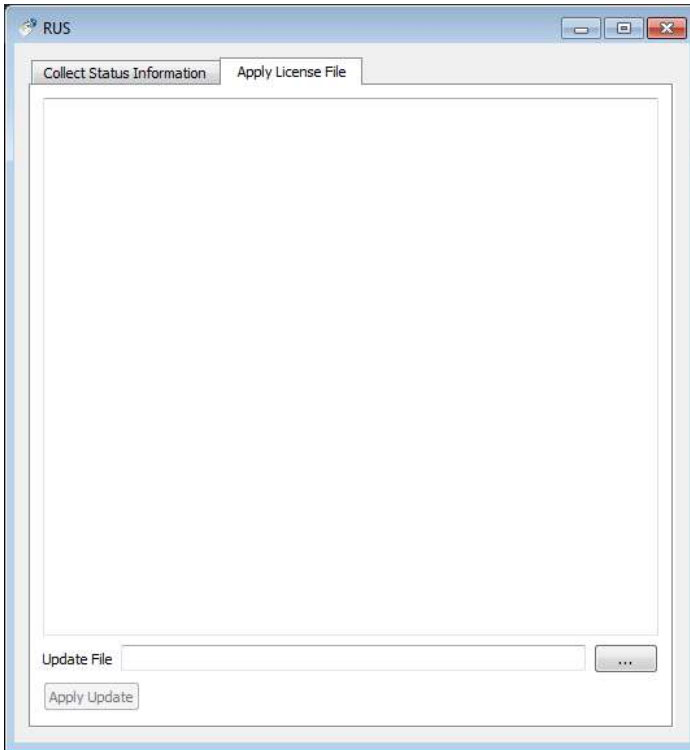 RUS
Collect Status Information
Apply License File
Update File
...
Apply Update